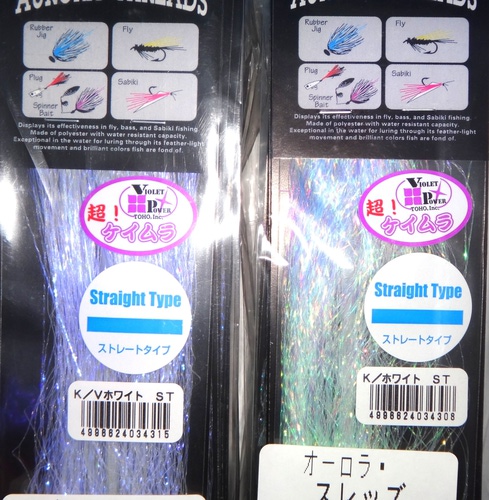 Rubber
Jig
Fly
Plug
Spinner
Bait
Sabiki
Displays its effectiveness in fly, bass, and Sabiki fishing.
Made of polyester with water resistant capacity.
Exceptional in the water for luring through its feather-light
movement and brilliant colors fish are fond of.
超!
VIOLET
POWER
TOHO.Inc.
ケイムラ
Straight Type
ストレートタイプ
K/Vホワイト ST
4996624034315
Rubber
Jig
Fly
Plug
Spinner
Bait
Sabiki
Displays its effectiveness in fly, bass, and Sabiki fishing.
Made of polyester with water resistant capacity.
Exceptional in the water for luring through its feather-light
movement and brilliant colors fish are fond of.
超!
VIOLET
POWER
TOHO.Inc.
ケイムラ
Straight Type
ストレートタイプ
K/ホワイト ST
4996624034308
オーロラ・
スレッズ